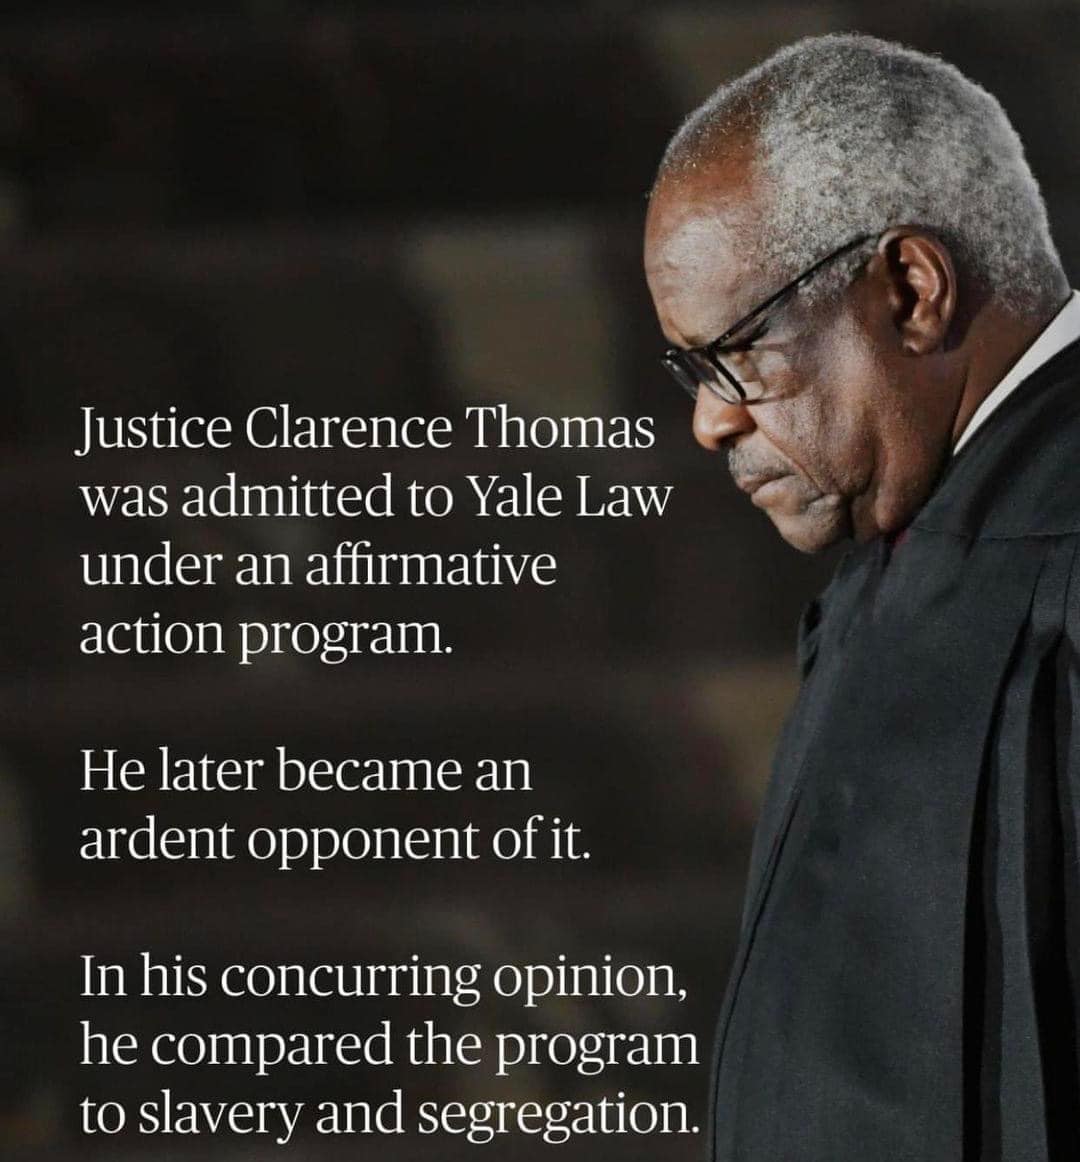 Justice Clarence Thomas
was admitted to Yale Law
under an affirmative
action program.
He later became an
ardent opponent of it.
In his concurring opinion,
he compared the program
to slavery and segregation.